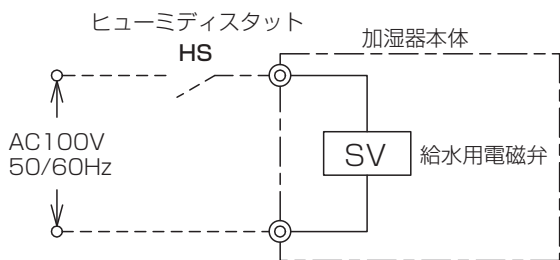 ヒューミディスタット
HS
加湿器本体
AC100V
50/60Hz
SV
給水用電磁弁